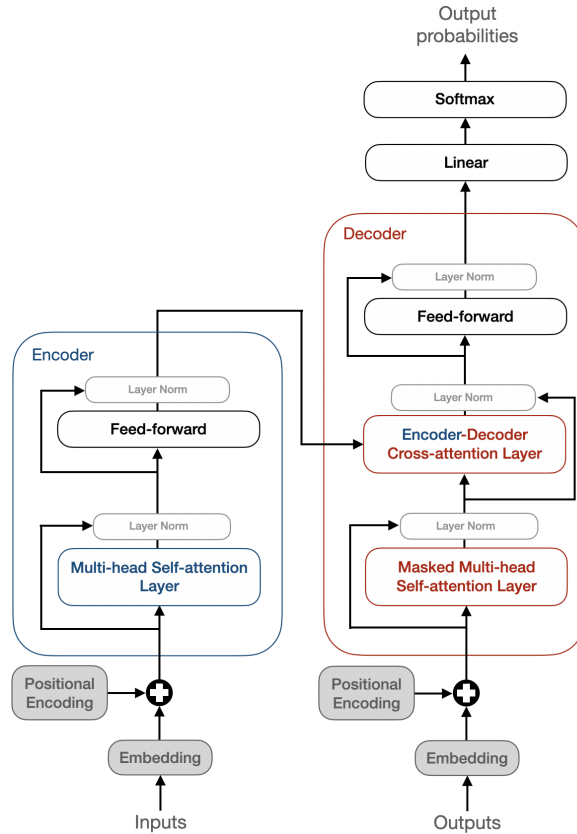 Output
probabilities
Softmax
Linear
Decoder
Layer Norm
Feed-forward
Layer Norm
Encoder-Decoder
Cross-attention Layer
Layer Norm
Masked Multi-head
Self-attention Layer
Positional
Encoding
Embedding
Outputs
Encoder
Layer Norm
Feed-forward
Layer Norm
Multi-head Self-attention
Layer
Positional
Encoding
Embedding
Inputs